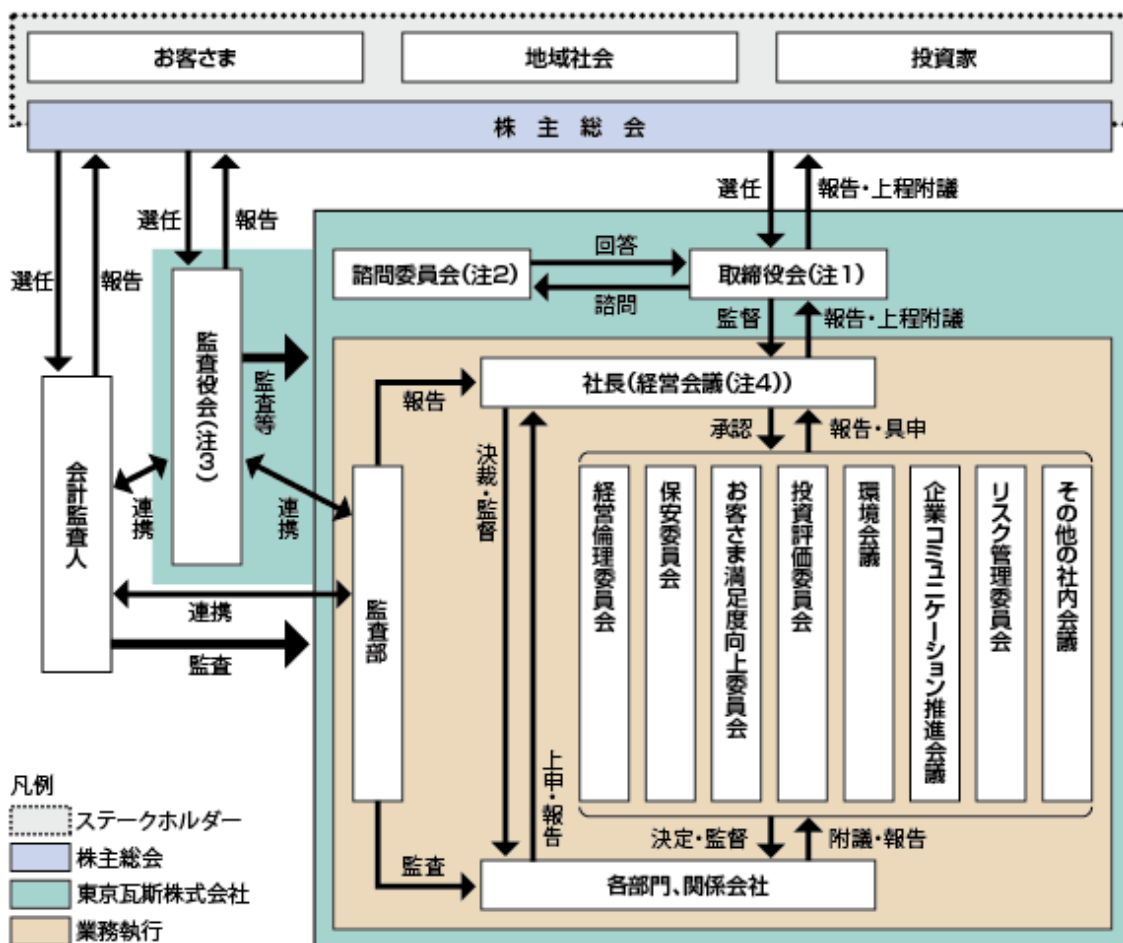 お客さま
地域社会
投資家
株主総会
選任
報告
選任
報告
選任
報告・上程附議
諮問委員会(注2)
回答
諮問
取締役会(注1)
監督
報告・上程附議
監査役会(注3)
監査等
会計監査人
連携
連携
連携
監査
監査部
報告
社長(経営会議(注4))
決裁・監督
上申・報告
承認
報告・具申
経営倫理委員会
保安委員会
お客さま満足度向上委員会
投資評価委員会
環境会議
企業コミュニケーション推進会議
リスク管理委員会
その他の社内会議
決定・監督
附議・報告
監査
各部門、関係会社
凡例
ステークホルダー
株主総会
東京瓦斯株式会社
業務執行